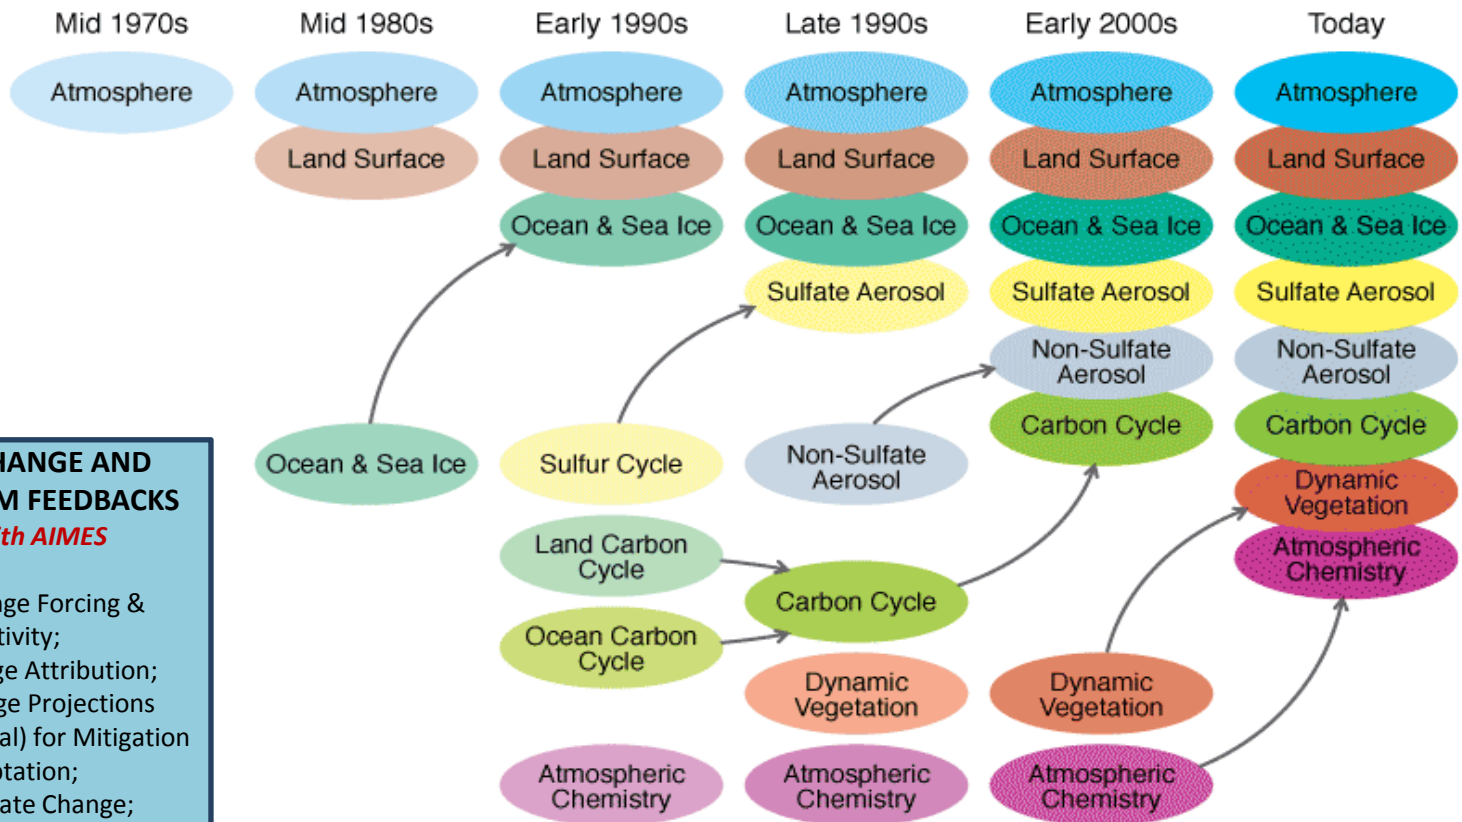 Mid 1970s
Mid 1980s
Early 1990s
Late 1990s
Early 2000s
Today
Atmosphere
Atmosphere
Atmosphere
Atmosphere
Atmosphere
Atmosphere
Land Surface
Land Surface
Land Surface
Land Surface
Land Surface
Ocean & Sea Ice
Ocean & Sea Ice
Ocean & Sea Ice
Ocean & Sea Ice
Sulfate Aerosol
Sulfate Aerosol
Sulfate Aerosol
Non-Sulfate
Aerosol
Non-Sulfate
Aerosol
Carbon Cycle
Carbon Cycle
Ocean & Sea Ice
Sulfur Cycle
Non-Sulfate
Aerosol
Dynamic
Vegetation
Land Carbon
Cycle
Atmospheric
Chemistry
Carbon Cycle
Ocean Carbon
Cycle
Dynamic
Vegetation
Dynamic
Vegetation
Atmospheric
Chemistry
Atmospheric
Chemistry
Atmospheric
Chemistry
HANGE AND
M FEEDBACKS
ith AIMES
nge Forcing &
tivity;
ge Attribution;
ge Projections
al) for Mitigation
ptation;
ate Change;